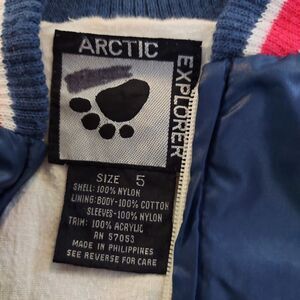 ARCTIC
EXPLORER
SIZE 5
SHELL: 100% NYLON
LINING: BODY-100% COTTON
SLEEVES-100% NYLON
TRIM: 100% ACRYLIC
RN 57053
MADE IN PHILIPPINES
SEE REVERSE FOR CARE